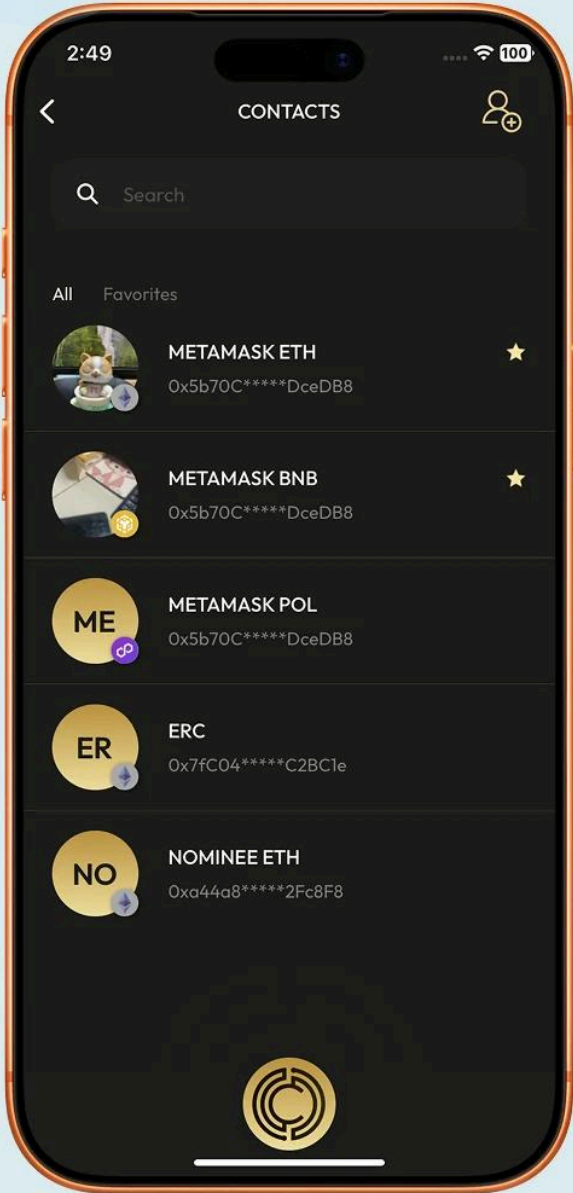 2:49
100
CONTACTS
Search
All Favorites
METAMASK ETH
0x5b70C*****DceDB8
METAMASK BNB
0x5b70C*****DceDB8
ME
METAMASK POL
0x5b70C*****DceDB8
ER
ERC
0x7fC04*****C2BC1e
NO
NOMINEE ETH
0xa44a8*****2Fc8F8